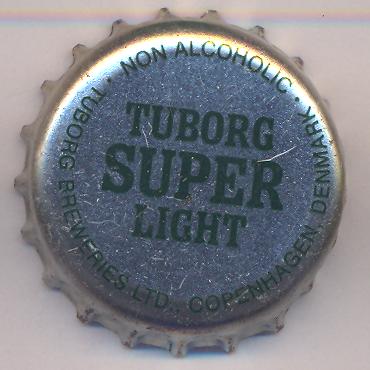 TUBORG
SUPER
LIGHT
· NON ALCOHOLIC ·
TUBORG BREWERIES LTD., COPENHAGEN DENMARK